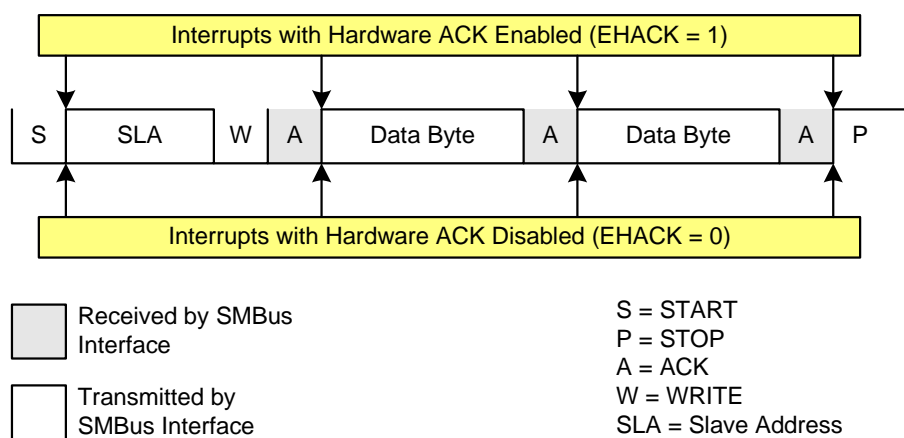 Interrupts with Hardware ACK Enabled (EHACK = 1)
S SLA W A Data Byte A Data Byte A P
Interrupts with Hardware ACK Disabled (EHACK = 0)
Received by SMBus
Interface
Transmitted by
SMBus Interface
S = START
P = STOP
A = ACK
W = WRITE
SLA = Slave Address